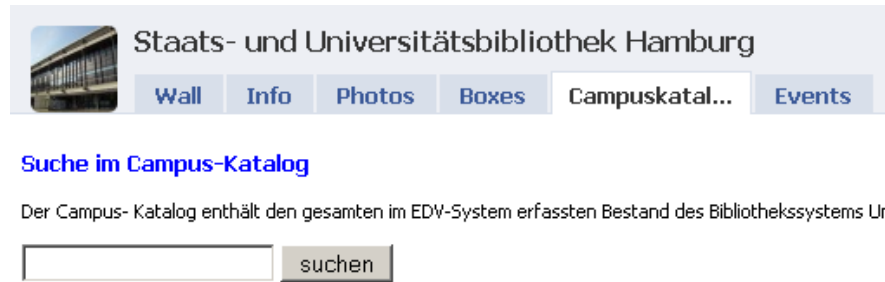 Staats- und Universitätsbibliothek Hamburg
Wall Info Photos Boxes Campuskatal... Events
Suche im Campus-Katalog
Der Campus- Katalog enthält den gesamten im EDV-System erfassten Bestand des Bibliothekssystems
suchen